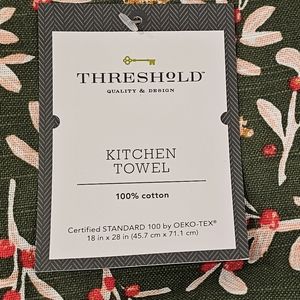 THRESHOLD™
QUALITY & DESIGN
KITCHEN
TOWEL
100% cotton
Certified STANDARD 100 by OEKO-TEX®
18 in x 28 in (45.7 cm x 71.1 cm)